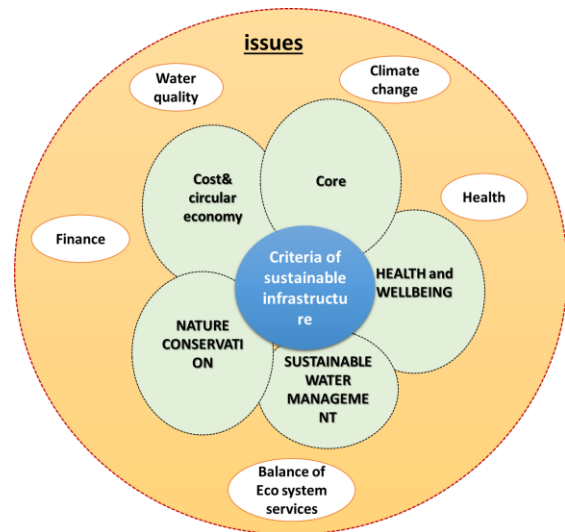 issues
Water
quality
Climate
change
Cost&
circular
economy
Core
Health
Finance
Criteria of
sustainable
infrastructu
re
HEALTH and
WELLBEING
NATURE
CONSERVATI
ON
SUSTAINABLE
WATER
MANAGEME
NT
Balance of
Eco system
services